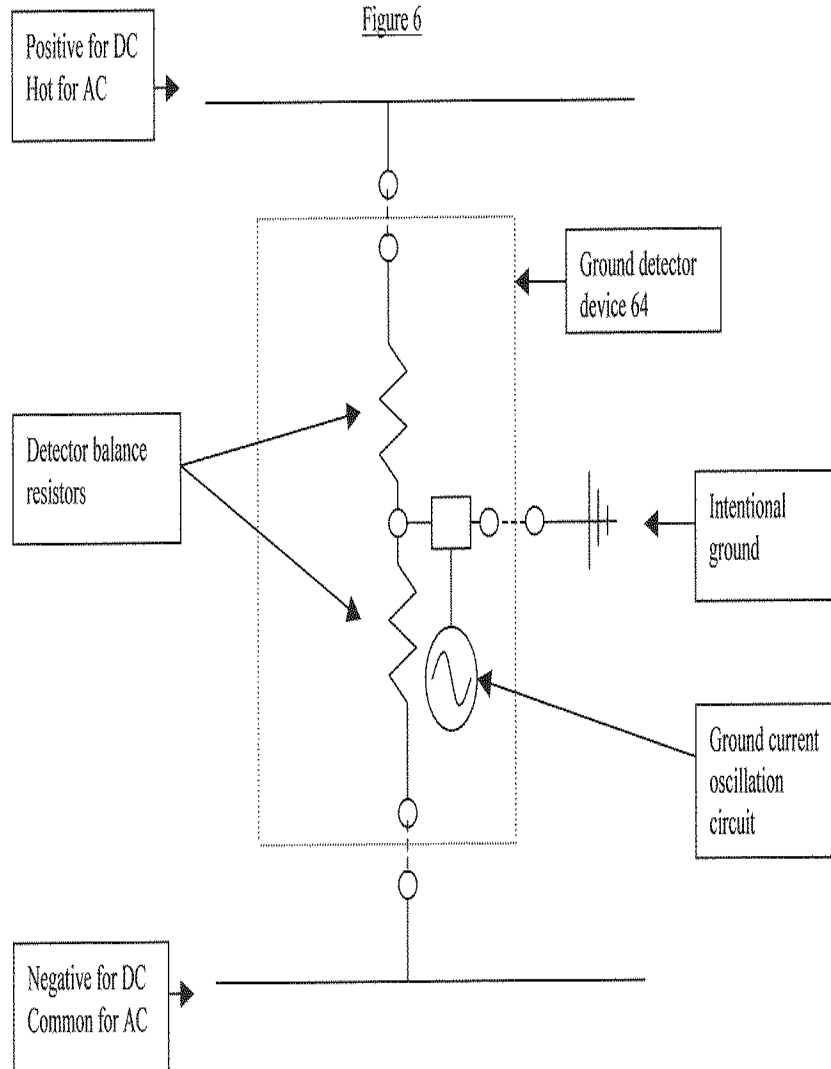 Figure 6
Positive for DC
Hot for AC
Ground detector
device 64
Detector balance
resistors
Intentional
ground
Ground current
oscillation
circuit
Negative for DC
Common for AC